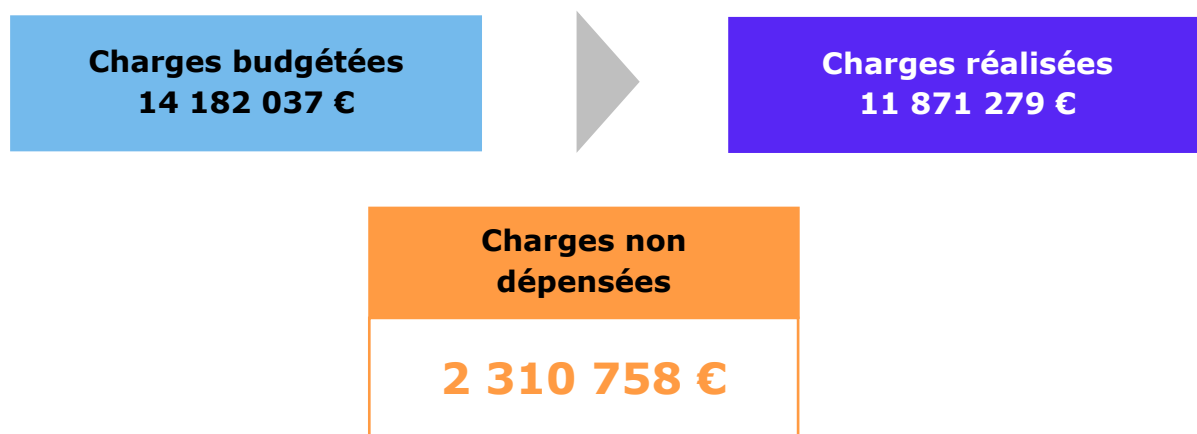 Charges budgétées
14 182 037 €
Charges réalisées
11 871 279 €
Charges non
dépensées
2 310 758 €